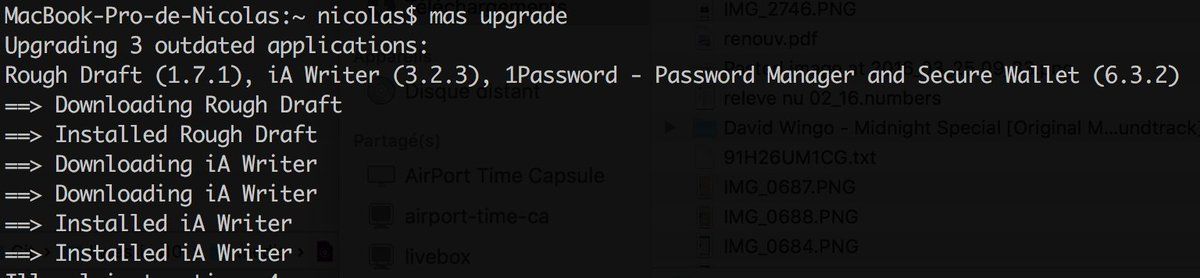 MacBook-Pro-de-Nicolas:~ nicolas$ mas upgrade
Upgrading 3 outdated applications:
Rough Draft (1.7.1), iA Writer (3.2.3), 1Password - Password Manager and Secure Wallet (6.3.2)
==> Downloading Rough Draft
==> Installed Rough Draft
==> Downloading iA Writer
==> Downloading iA Writer
==> Installed iA Writer
==> Installed iA Writer
Appareils
Disque distant
Partagé(s)
AirPort Time Capsule
airport-time-ca
livebox
IMG_2746.PNG
renouv.pdf
releve nu 02_16.numbers
David Wingo - Midnight Special [Original M...undtrack]
91H26UM1CG.txt
IMG_0687.PNG
IMG_0688.PNG
IMG_0684.PNG